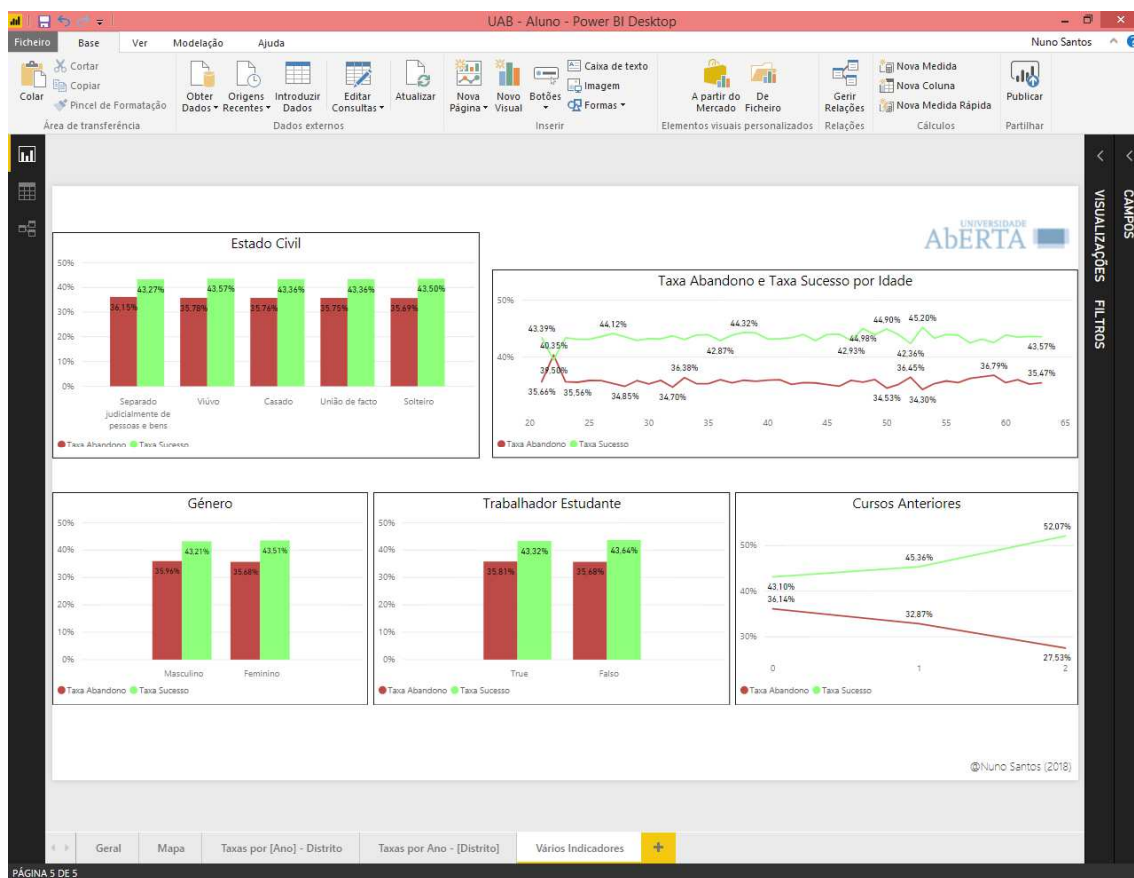 UAB - Aluno - Power BI Desktop
Ficheiro Base Ver Modelação Ajuda Nuno Santos
Colar
Cortar
Copiar
Pincel de Formatação
Área de transferência
Obter Dados
Origens Recentes
Introduzir Dados
Editar Consultas
Atualizar
Dados externos
Nova Página
Novo Visual
Botões
Caixa de texto
Imagem
Formas
Inserir
A partir do Mercado
De Ficheiro
Elementos visuais personalizados
Gerir Relações
Relações
Nova Medida
Nova Coluna
Nova Medida Rápida
Cálculos
Publicar
Partilhar
VISUALIZAÇÕES FILTROS
CAMPOS
UNIVERSIDADE
AbERTA
Estado Civil
50%
40%
30%
20%
10%
0%
36,15% 43,27% 35,78% 43,57% 35,76% 43,36% 35,75% 43,36% 35,69% 43,50%
Separado judicialmente de pessoas e bens
Viúvo
Casado
União de facto
Solteiro
Taxa Abandono Taxa Sucesso
Taxa Abandono e Taxa Sucesso por Idade
50%
40%
43,39% 44,12% 44,32% 44,90% 45,20%
40,35% 42,87% 42,93% 44,98% 42,36% 43,57%
39,50% 36,38% 36,45% 36,79% 35,47%
35,66% 35,56% 34,85% 34,70% 34,53% 34,30%
20 25 30 35 40 45 50 55 60 65
Taxa Abandono Taxa Sucesso
Género
50%
40%
30%
20%
10%
0%
35,96% 43,21% 35,68% 43,51%
Masculino Feminino
Taxa Abandono Taxa Sucesso
Trabalhador Estudante
50%
40%
30%
20%
10%
0%
35,81% 43,32% 35,68% 43,64%
True Falso
Taxa Abandono Taxa Sucesso
Cursos Anteriores
50%
40%
30%
43,10% 45,36% 52,07%
36,14% 32,87% 27,53%
0 1 2
Taxa Abandono Taxa Sucesso
@Nuno Santos (2018)
Geral Mapa Taxas por [Ano] - Distrito Taxas por Ano - [Distrito] Vários Indicadores
PÁGINA 5 DE 5